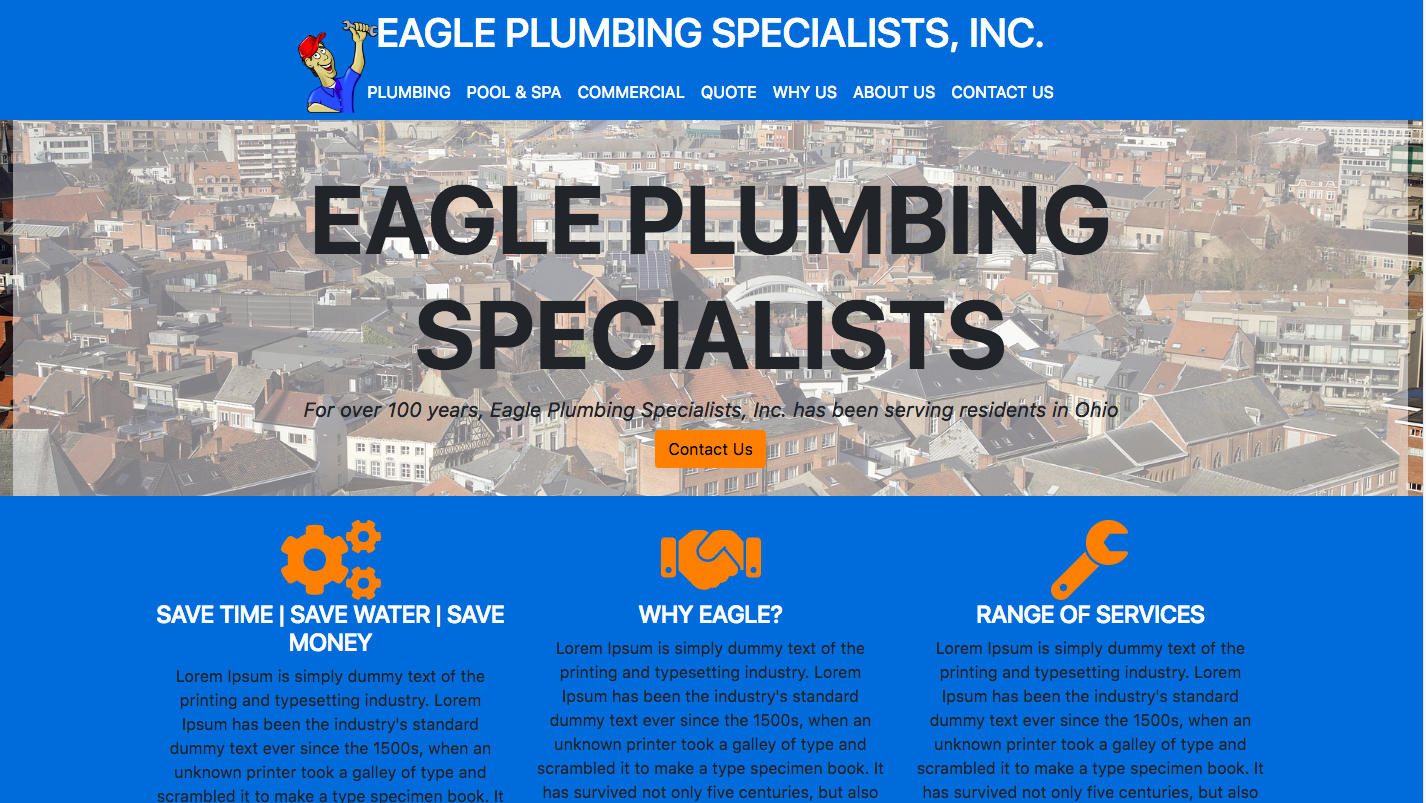 EAGLE PLUMBING SPECIALISTS, INC.
PLUMBING POOL & SPA COMMERCIAL QUOTE WHY US ABOUT US CONTACT US
EAGLE PLUMBING
SPECIALISTS
For over 100 years, Eagle Plumbing Specialists, Inc. has been serving residents in Ohio
Contact Us
SAVE TIME | SAVE WATER | SAVE
MONEY
Lorem Ipsum is simply dummy text of the
printing and typesetting industry. Lorem
Ipsum has been the industry's standard
dummy text ever since the 1500s, when an
unknown printer took a galley of type and
scrambled it to make a type specimen book. It
WHY EAGLE?
Lorem Ipsum is simply dummy text of the
printing and typesetting industry. Lorem
Ipsum has been the industry's standard
dummy text ever since the 1500s, when an
unknown printer took a galley of type and
scrambled it to make a type specimen book. It
has survived not only five centuries, but also
RANGE OF SERVICES
Lorem Ipsum is simply dummy text of the
printing and typesetting industry. Lorem
Ipsum has been the industry's standard
dummy text ever since the 1500s, when an
unknown printer took a galley of type and
scrambled it to make a type specimen book. It
has survived not only five centuries, but also